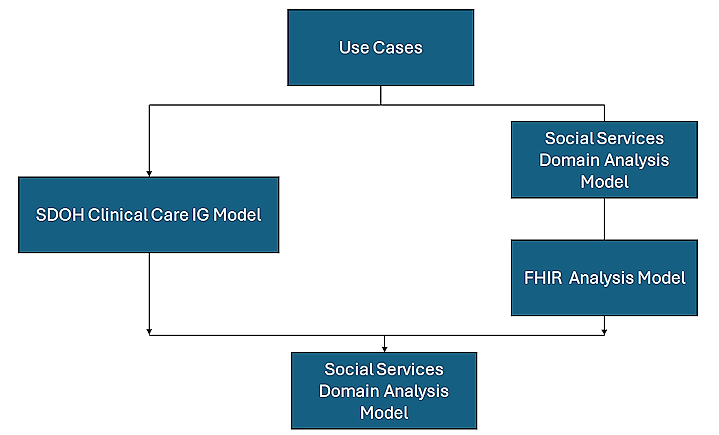 Use Cases
Social Services
Domain Analysis
Model
SDOH Clinical Care IG Model
FHIR Analysis Model
Social Services
Domain Analysis
Model